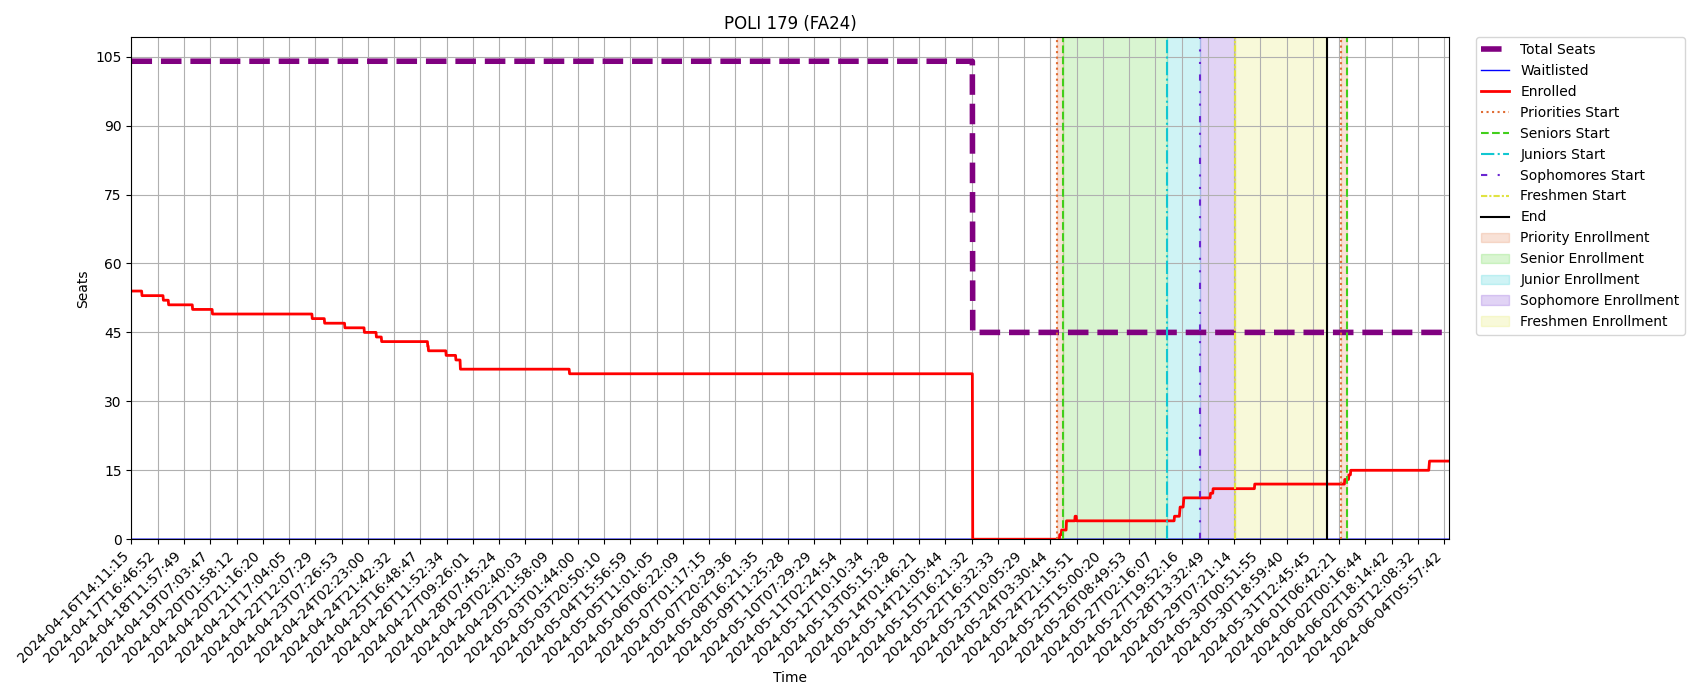 POLI 179 (FA24)
Seats
105
90
75
60
45
30
15
0
2024-04-16T14:11:15
2024-04-17T16:46:52
2024-04-18T11:57:49
2024-04-19T07:03:47
2024-04-20T01:58:12
2024-04-20T21:16:20
2024-04-21T17:04:05
2024-04-22T12:07:29
2024-04-23T07:26:53
2024-04-24T02:23:00
2024-04-24T21:42:32
2024-04-25T16:48:47
2024-04-26T11:52:34
2024-04-27T09:26:01
2024-04-28T07:45:24
2024-04-29T02:40:03
2024-04-29T21:58:09
2024-05-03T01:44:00
2024-05-03T20:50:10
2024-05-04T15:56:59
2024-05-05T11:01:05
2024-05-06T06:22:09
2024-05-07T01:17:15
2024-05-07T20:29:36
2024-05-08T16:21:35
2024-05-09T11:25:28
2024-05-10T07:29:29
2024-05-11T02:24:54
2024-05-12T10:10:34
2024-05-13T05:15:28
2024-05-14T01:46:21
2024-05-14T21:05:44
2024-05-15T16:21:32
2024-05-22T16:32:33
2024-05-23T10:05:29
2024-05-24T03:30:44
2024-05-24T21:15:51
2024-05-25T15:00:20
2024-05-26T08:49:53
2024-05-27T02:16:07
2024-05-27T19:52:16
2024-05-28T13:32:49
2024-05-29T07:21:14
2024-05-30T00:51:55
2024-05-30T18:59:40
2024-05-31T12:45:45
2024-06-01T06:42:21
2024-06-02T00:16:44
2024-06-02T18:14:42
2024-06-03T12:08:32
2024-06-04T05:57:42
Time
Total Seats
Waitlisted
Enrolled
Priorities Start
Seniors Start
Juniors Start
Sophomores Start
Freshmen Start
End
Priority Enrollment
Senior Enrollment
Junior Enrollment
Sophomore Enrollment
Freshmen Enrollment